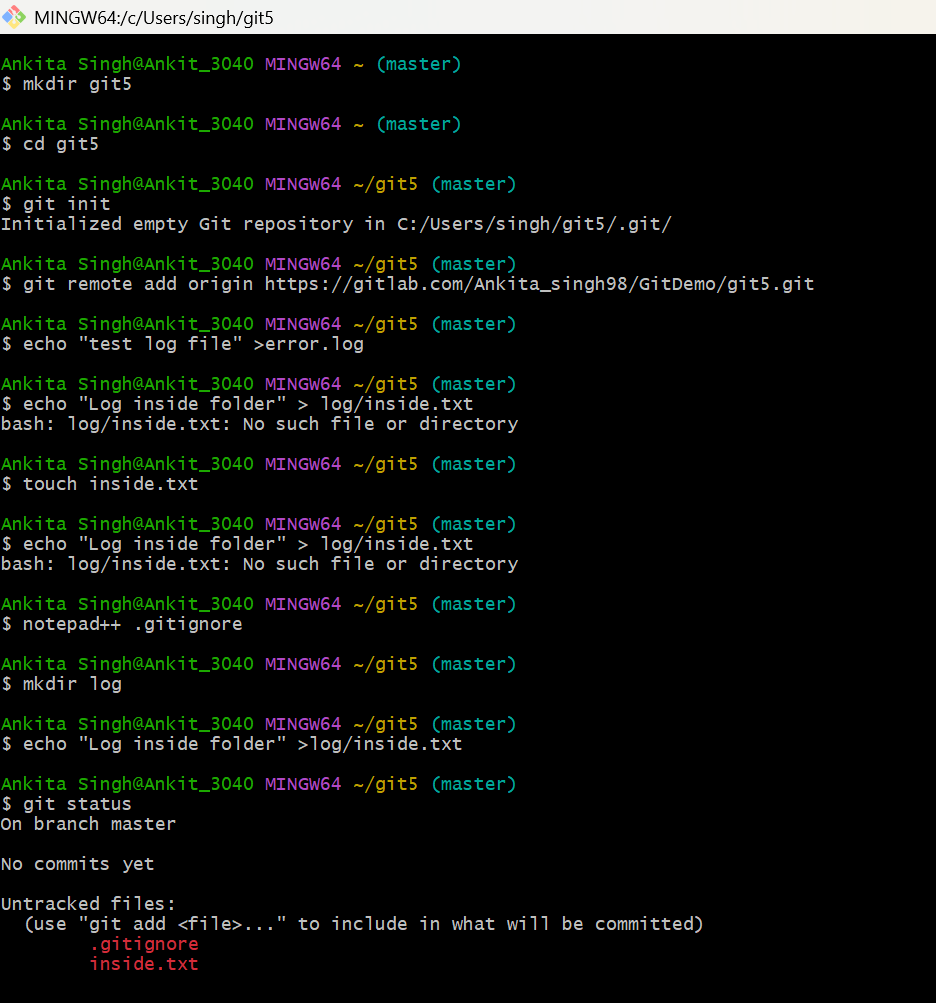 MINGW64:/c/Users/singh/git5
Ankita Singh@Ankit_3040 MINGW64 ~ (master)
$ mkdir git5
Ankita Singh@Ankit_3040 MINGW64 ~ (master)
$ cd git5
Ankita Singh@Ankit_3040 MINGW64 ~/git5 (master)
$ git init
Initialized empty Git repository in C:/Users/singh/git5/.git/
Ankita Singh@Ankit_3040 MINGW64 ~/git5 (master)
$ git remote add origin https://gitlab.com/Ankita_singh98/GitDemo/git5.git
Ankita Singh@Ankit_3040 MINGW64 ~/git5 (master)
$ echo "test log file" >error.log
Ankita Singh@Ankit_3040 MINGW64 ~/git5 (master)
$ echo "Log inside folder" > log/inside.txt
bash: log/inside.txt: No such file or directory
Ankita Singh@Ankit_3040 MINGW64 ~/git5 (master)
$ touch inside.txt
Ankita Singh@Ankit_3040 MINGW64 ~/git5 (master)
$ echo "Log inside folder" > log/inside.txt
bash: log/inside.txt: No such file or directory
Ankita Singh@Ankit_3040 MINGW64 ~/git5 (master)
$ notepad++ .gitignore
Ankita Singh@Ankit_3040 MINGW64 ~/git5 (master)
$ mkdir log
Ankita Singh@Ankit_3040 MINGW64 ~/git5 (master)
$ echo "Log inside folder" >log/inside.txt
Ankita Singh@Ankit_3040 MINGW64 ~/git5 (master)
$ git status
On branch master
No commits yet
Untracked files:
(use "git add <file>..." to include in what will be committed)
.gitignore
inside.txt